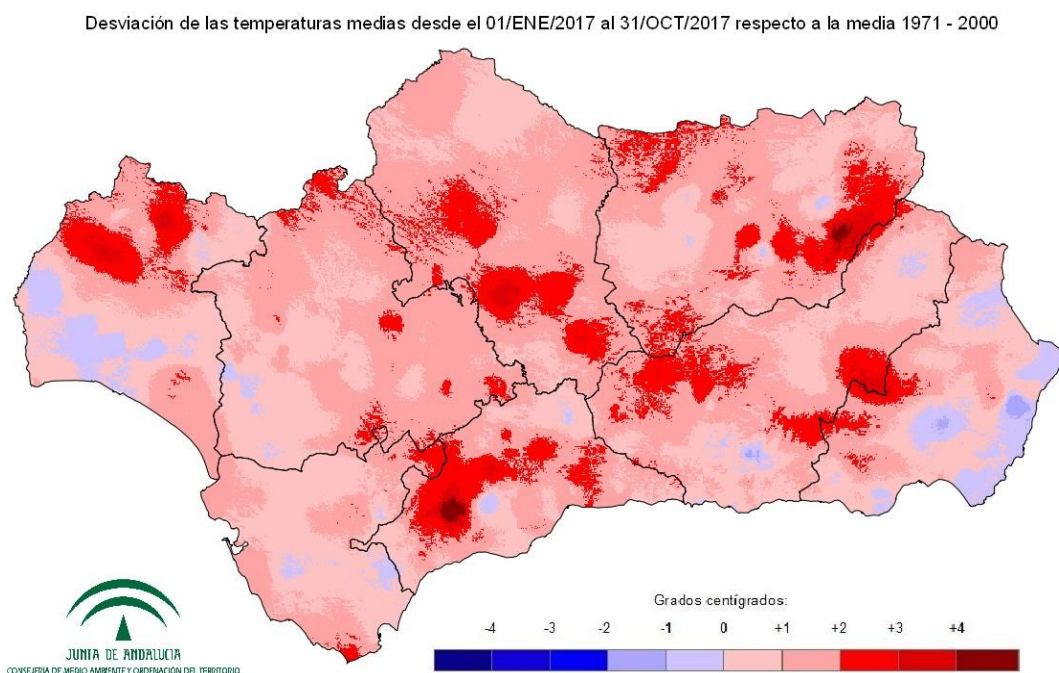 Desviación de las temperaturas medias desde el 01/ENE/2017 al 31/OCT/2017 respecto a la media 1971 - 2000
Grados centígrados:
-4 -3 -2 -1 0 +1 +2 +3 +4
JUNTA DE ANDALUCIA
CONSEJERÍA DE MEDIO AMBIENTE Y ORDENACIÓN DEL TERRITORIO